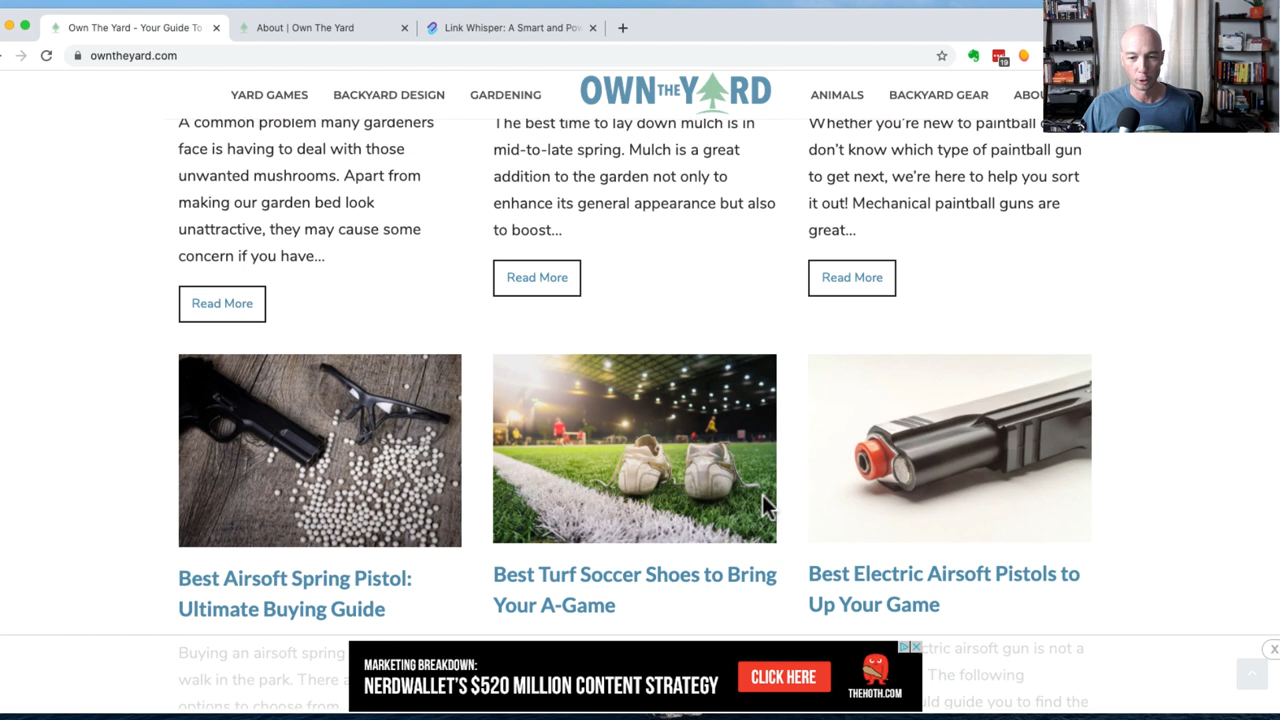 Own The Yard - Your Guide To
About | Own The Yard
Link Whisper: A Smart and Pow
owntheyard.com
19
YARD GAMES
BACKYARD DESIGN
GARDENING
OWN THE YARD
ANIMALS
BACKYARD GEAR
ABOU
A common problem many gardeners
face is having to deal with those
unwanted mushrooms. Apart from
making our garden bed look
unattractive, they may cause some
concern if you have...
Read More
The best time to lay down mulch is in
mid-to-late spring. Mulch is a great
addition to the garden not only to
enhance its general appearance but also
to boost...
Read More
Whether you're new to paintball
don't know which type of paintball gun
to get next, we're here to help you sort
it out! Mechanical paintball guns are
great...
Read More
Best Airsoft Spring Pistol:
Ultimate Buying Guide
Buying an airsoft spring
walk in the park. There
options to choose from
Best Turf Soccer Shoes to Bring
Your A-Game
Best Electric Airsoft Pistols to
Up Your Game
ctric airsoft gun is not a
The following
uld guide you to find the
MARKETING BREAKDOWN:
NERDWALLET'S $520 MILLION CONTENT STRATEGY
CLICK HERE
THEHOTH.COM
X